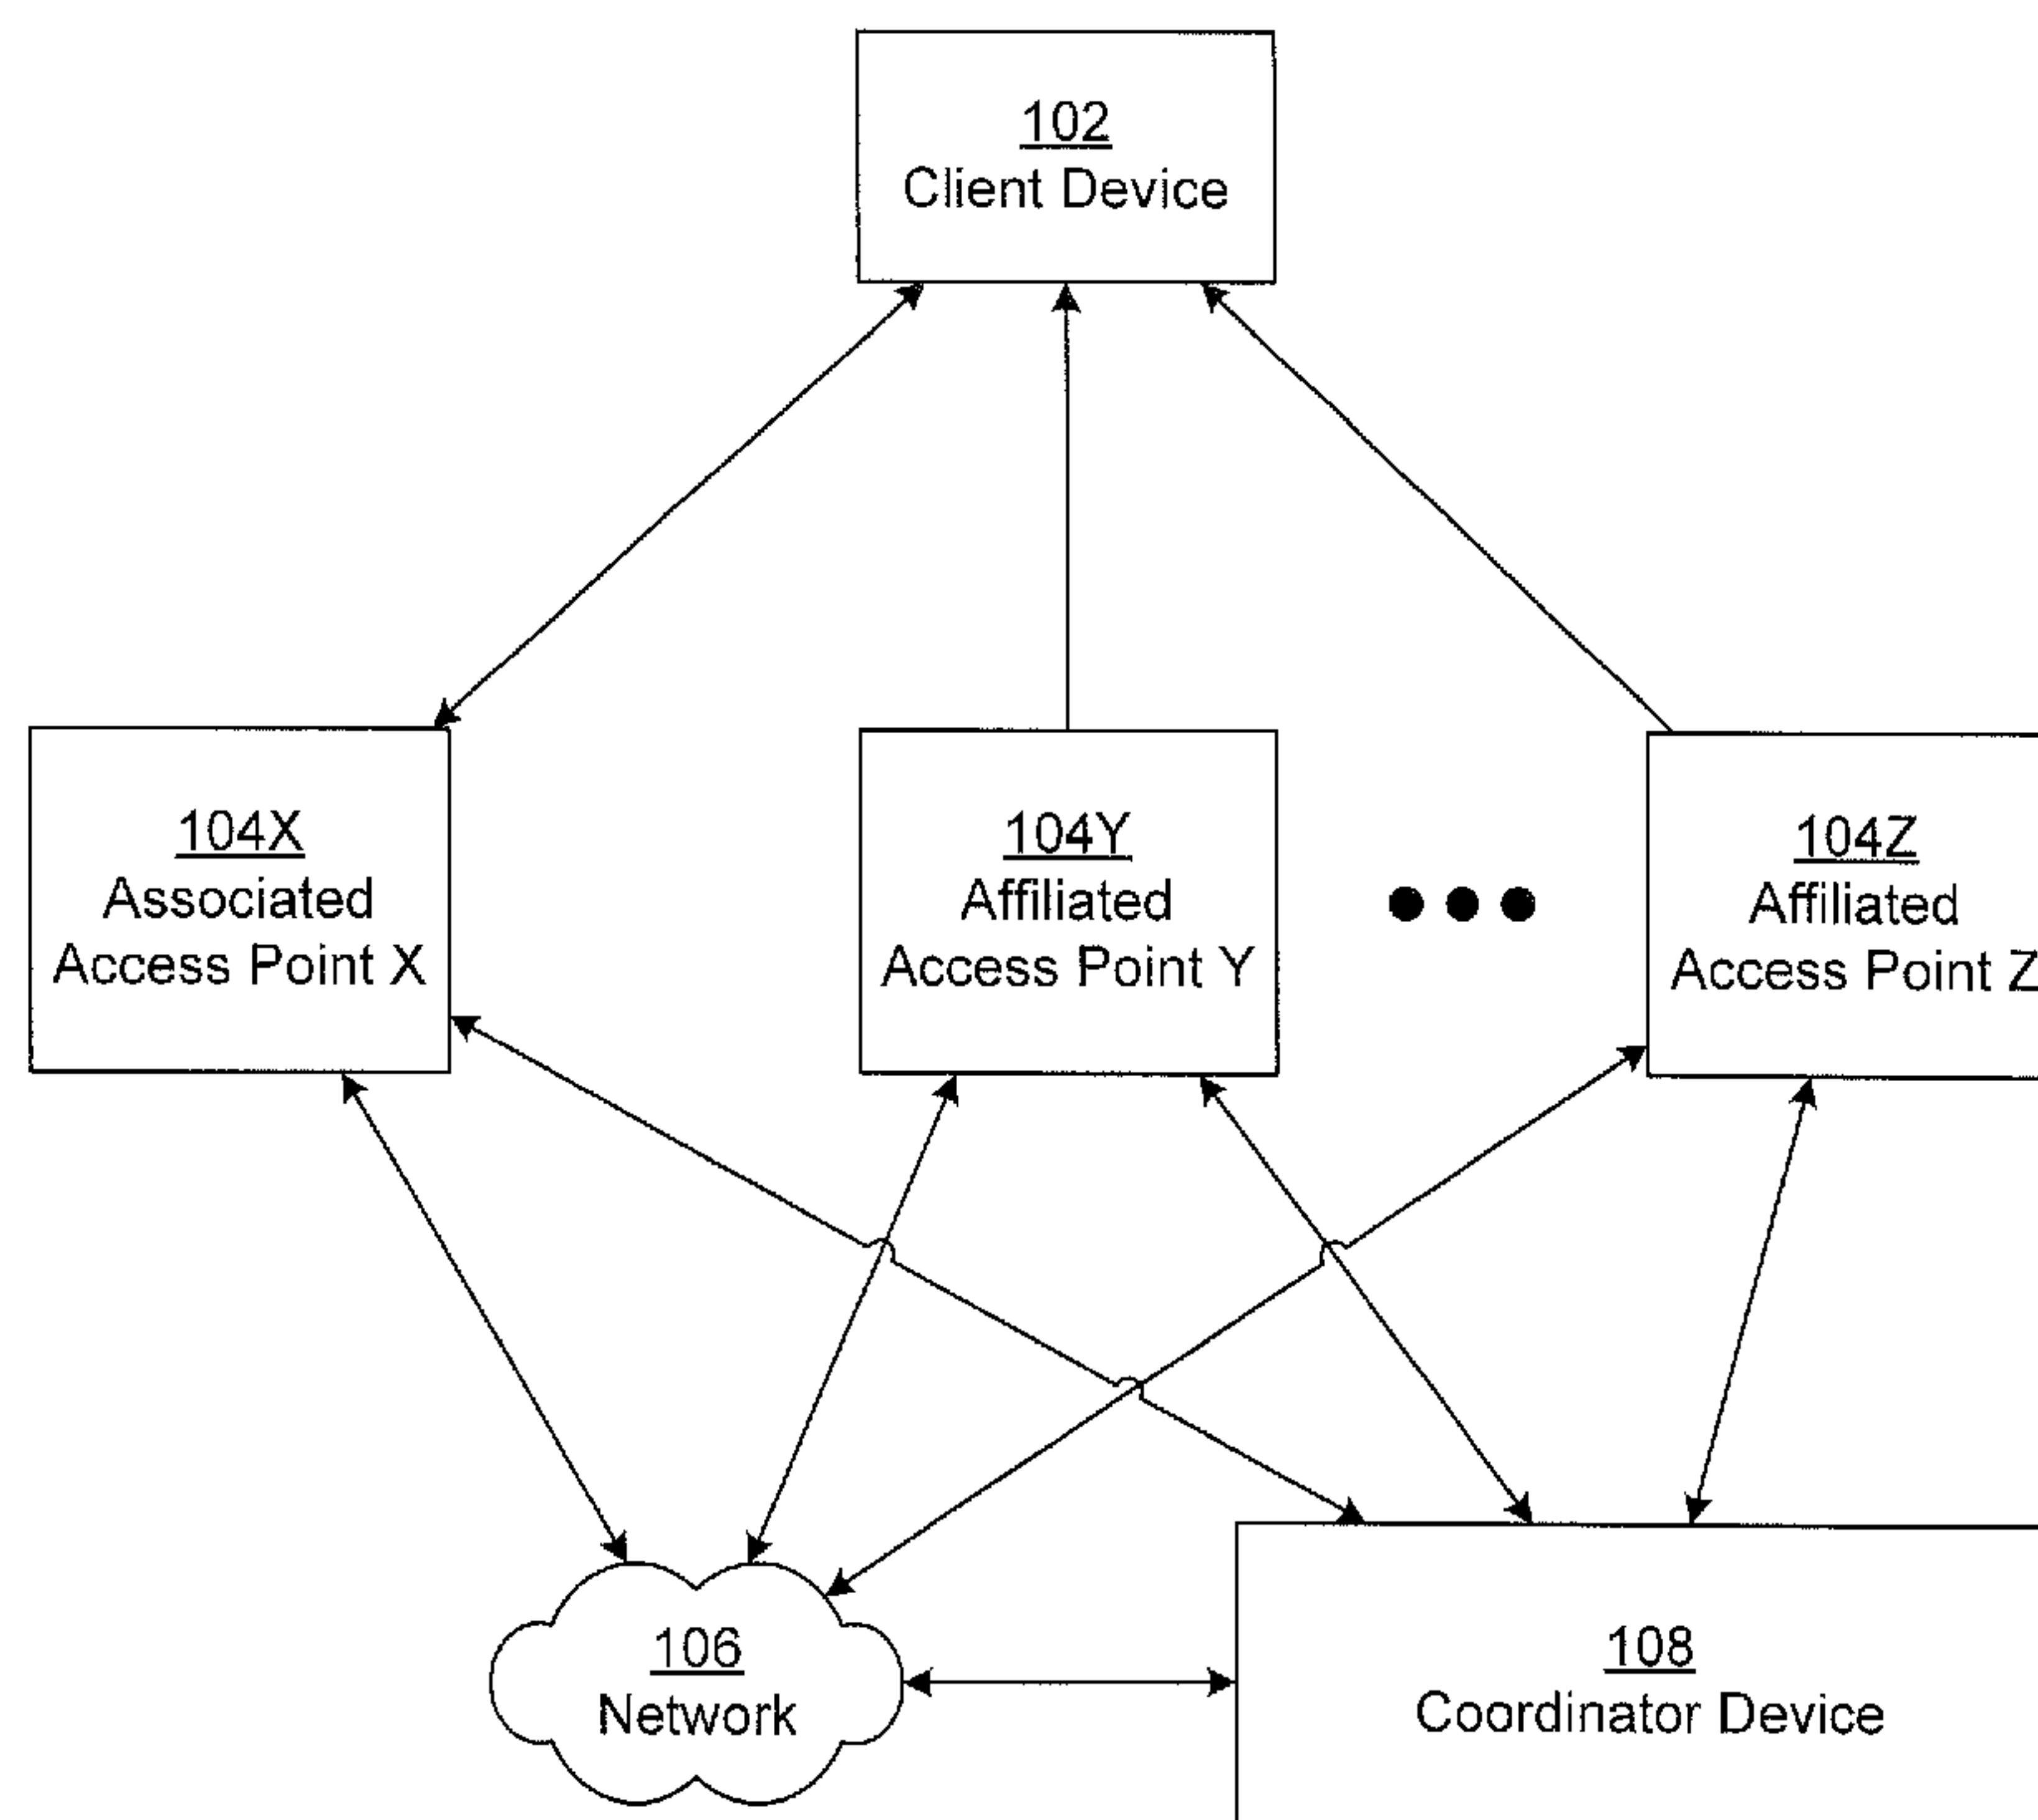 102
Client Device
104X
Associated
Access Point X
104Y
Affiliated
Access Point Y
104Z
Affiliated
Access Point Z
106
Network
108
Coordinator Device